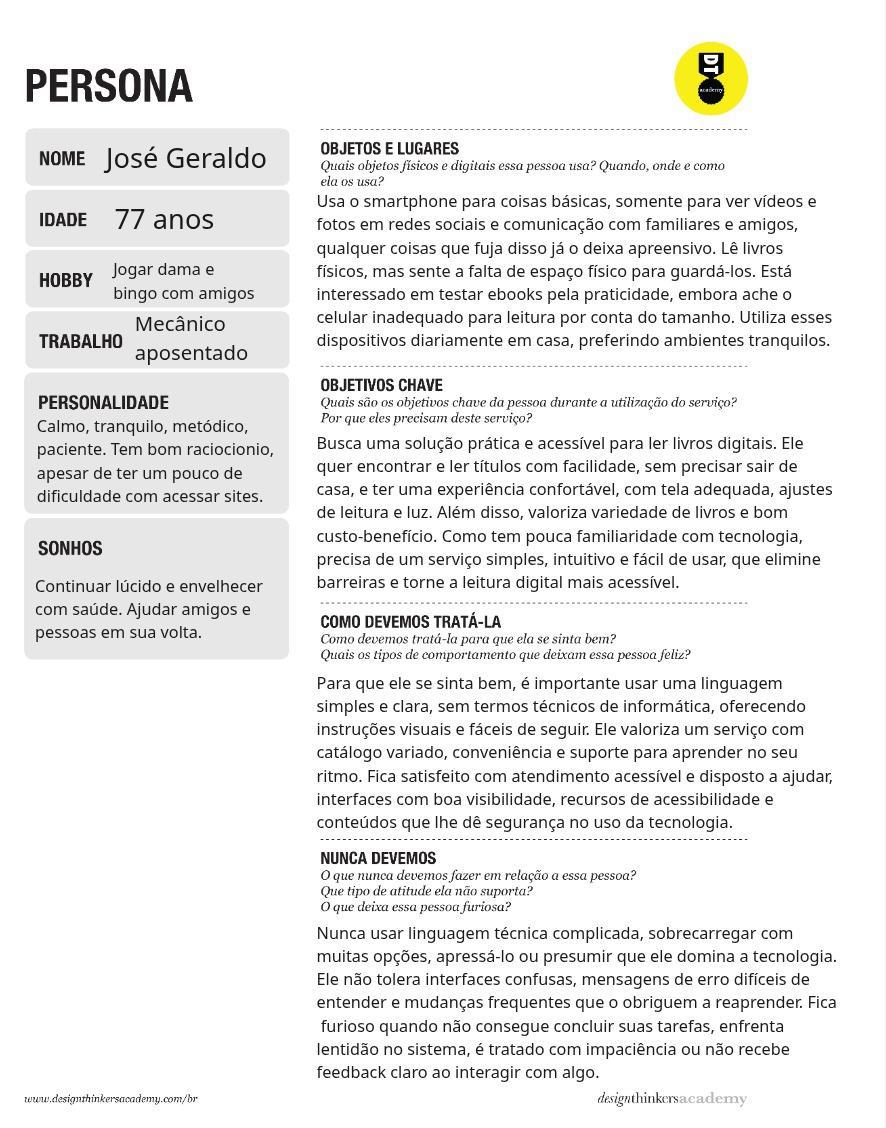 PERSONA
DT
academy
NOME José Geraldo
IDADE 77 anos
HOBBY Jogar dama e
bingo com amigos
TRABALHO Mecânico
aposentado
PERSONALIDADE
Calmo, tranquilo, metódico,
paciente. Tem bom raciocionio,
apesar de ter um pouco de
dificuldade com acessar sites.
SONHOS
Continuar lúcido e envelhecer
com saúde. Ajudar amigos e
pessoas em sua volta.
OBJETOS E LUGARES
Quais objetos físicos e digitais essa pessoa usa? Quando, onde e como
ela os usa?
Usa o smartphone para coisas básicas, somente para ver vídeos e
fotos em redes sociais e comunicação com familiares e amigos,
qualquer coisas que fuja disso já o deixa apreensivo. Lê livros
físicos, mas sente a falta de espaço físico para guardá-los. Está
interessado em testar ebooks pela praticidade, embora ache o
celular inadequado para leitura por conta do tamanho. Utiliza esses
dispositivos diariamente em casa, preferindo ambientes tranquilos.
OBJETIVOS CHAVE
Quais são os objetivos chave da pessoa durante a utilização do serviço?
Por que eles precisam deste serviço?
Busca uma solução prática e acessível para ler livros digitais. Ele
quer encontrar e ler títulos com facilidade, sem precisar sair de
casa, e ter uma experiência confortável, com tela adequada, ajustes
de leitura e luz. Além disso, valoriza variedade de livros e bom
custo-benefício. Como tem pouca familiaridade com tecnologia,
precisa de um serviço simples, intuitivo e fácil de usar, que elimine
barreiras e torne a leitura digital mais acessível.
COMO DEVEMOS TRATÁ-LA
Como devemos tratá-la para que ela se sinta bem?
Quais os tipos de comportamento que deixam essa pessoa feliz?
Para que ele se sinta bem, é importante usar uma linguagem
simples e clara, sem termos técnicos de informática, oferecendo
instruções visuais e fáceis de seguir. Ele valoriza um serviço com
catálogo variado, conveniência e suporte para aprender no seu
ritmo. Fica satisfeito com atendimento acessível e disposto a ajudar,
interfaces com boa visibilidade, recursos de acessibilidade e
conteúdos que lhe dê segurança no uso da tecnologia.
NUNCA DEVEMOS
O que nunca devemos fazer em relação a essa pessoa?
Que tipo de atitude ela não suporta?
O que deixa essa pessoa furiosa?
Nunca usar linguagem técnica complicada, sobrecarregar com
muitas opções, apressá-lo ou presumir que ele domina a tecnologia.
Ele não tolera interfaces confusas, mensagens de erro difíceis de
entender e mudanças frequentes que o obriguem a reaprender. Fica
furioso quando não consegue concluir suas tarefas, enfrenta
lentidão no sistema, é tratado com impaciência ou não recebe
feedback claro ao interagir com algo.
www.designthinkersacademy.com/br
designthinkersacademy